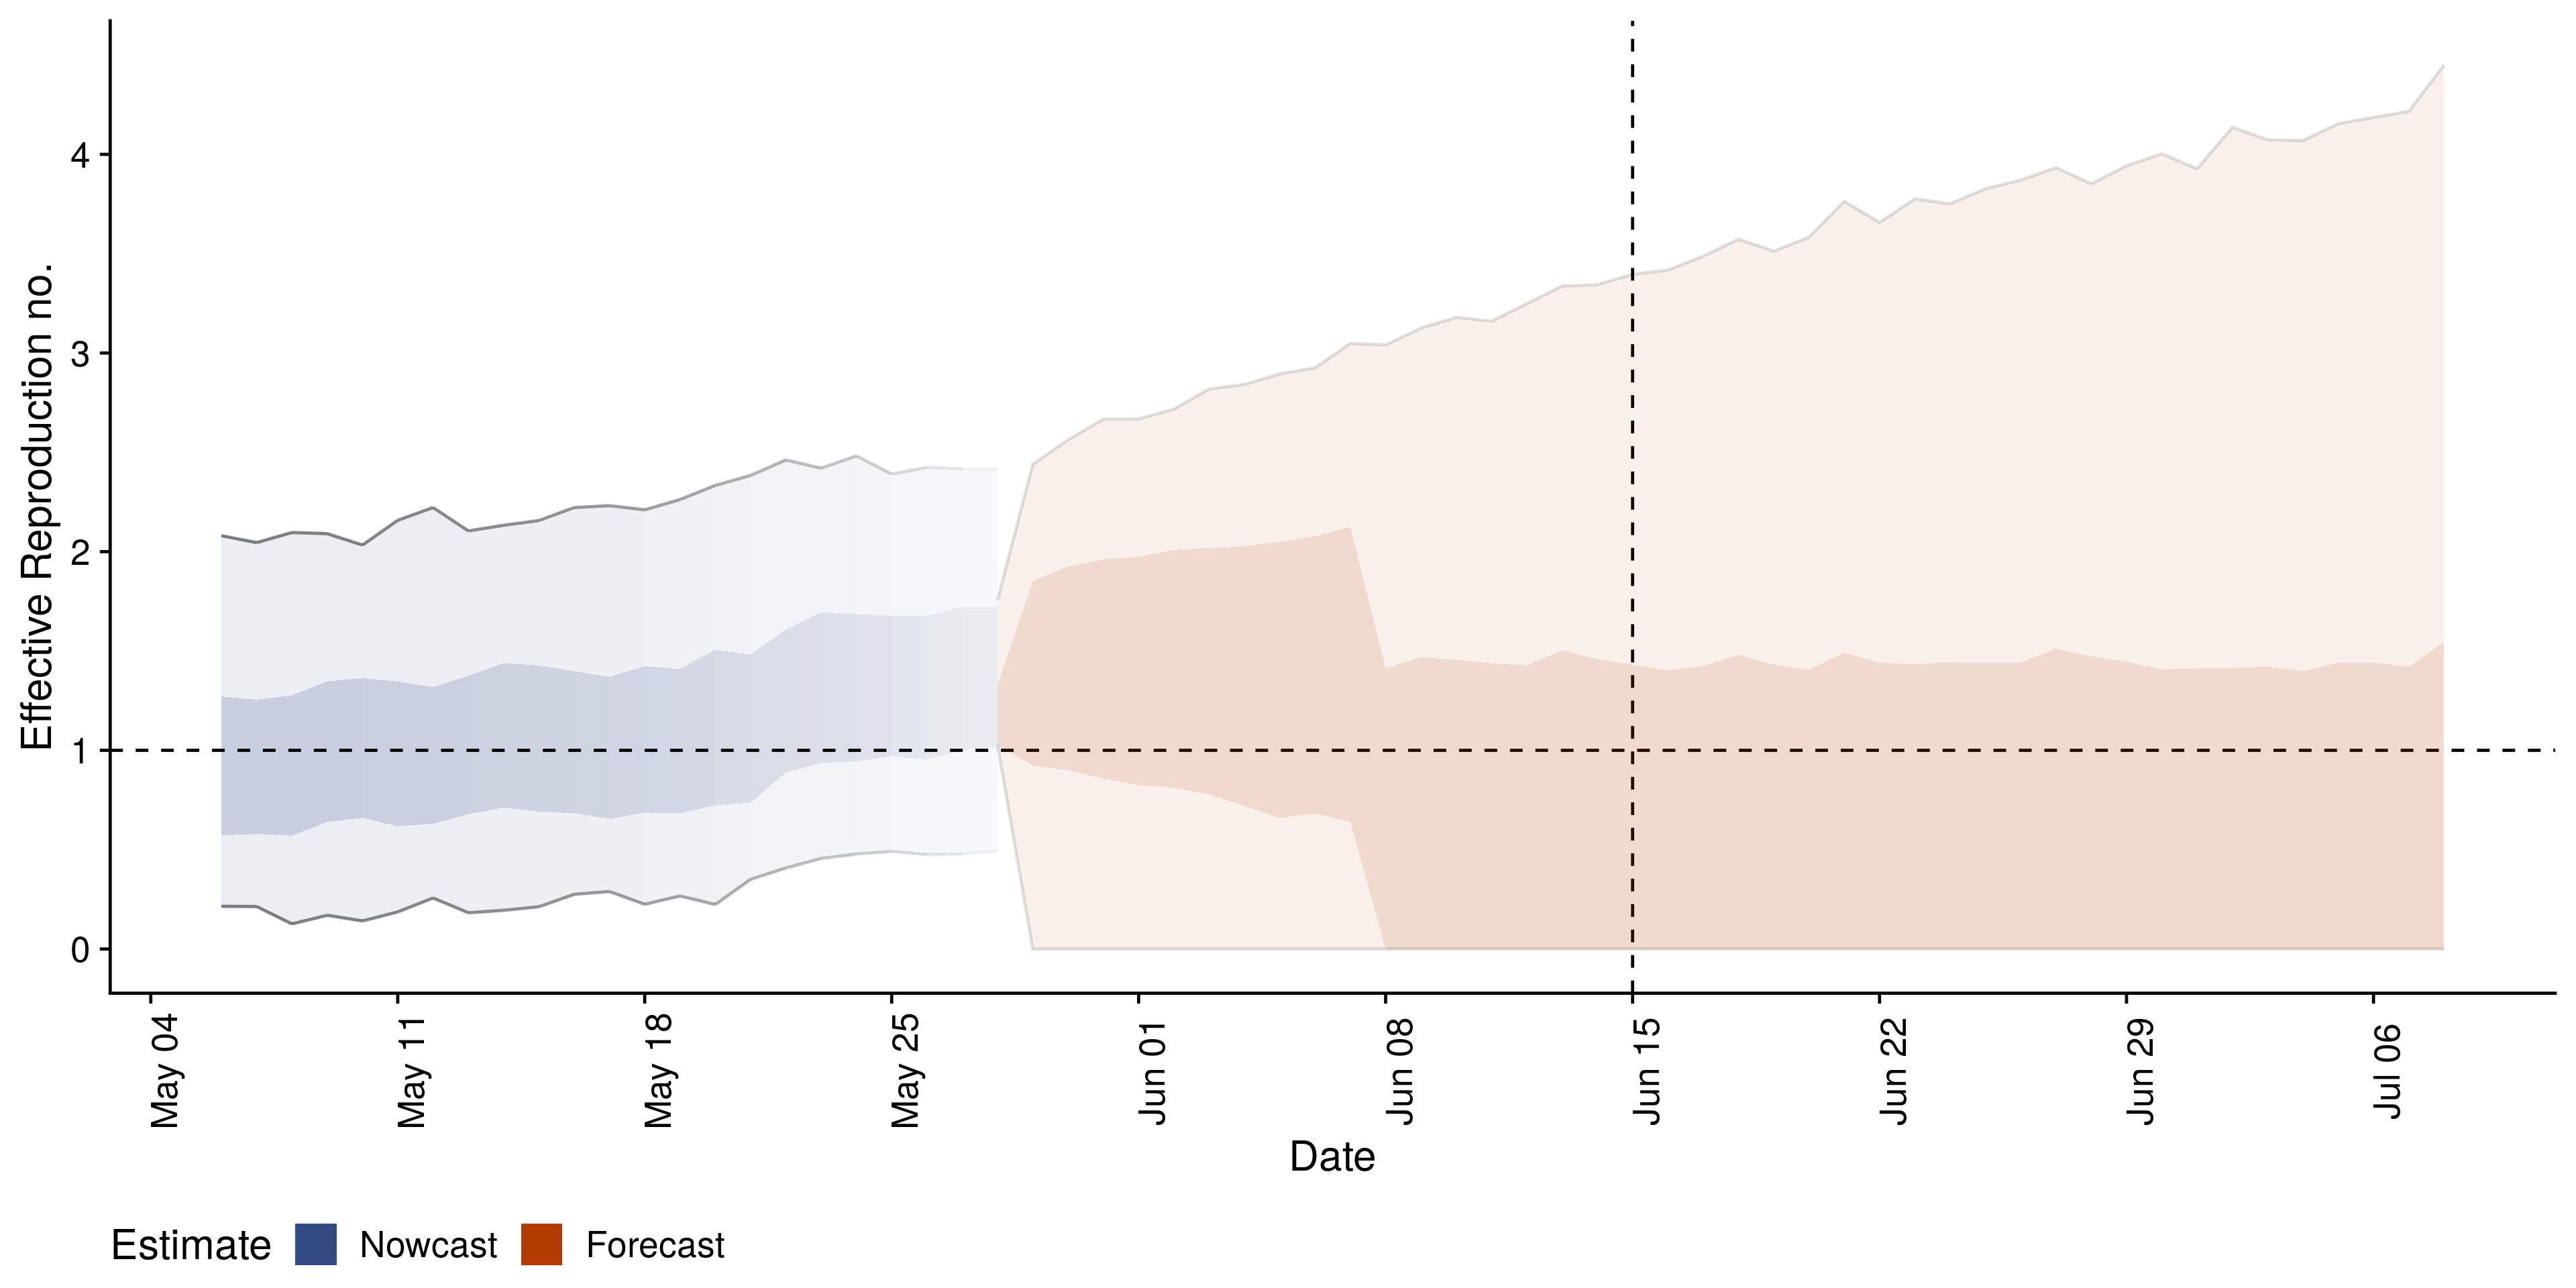 Effective Reproduction no.
4
3
2
1
0
May 04
May 11
May 18
May 25
Jun 01
Jun 08
Jun 15
Jun 22
Jun 29
Jul 06
Date
Estimate Nowcast Forecast